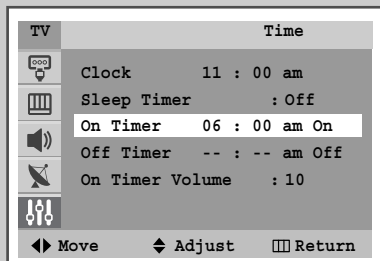 TV Time
Clock 11 : 00 am
Sleep Timer : Off
On Timer 06 : 00 am On
Off Timer -- : -- am Off
On Timer Volume : 10
Move Adjust Return